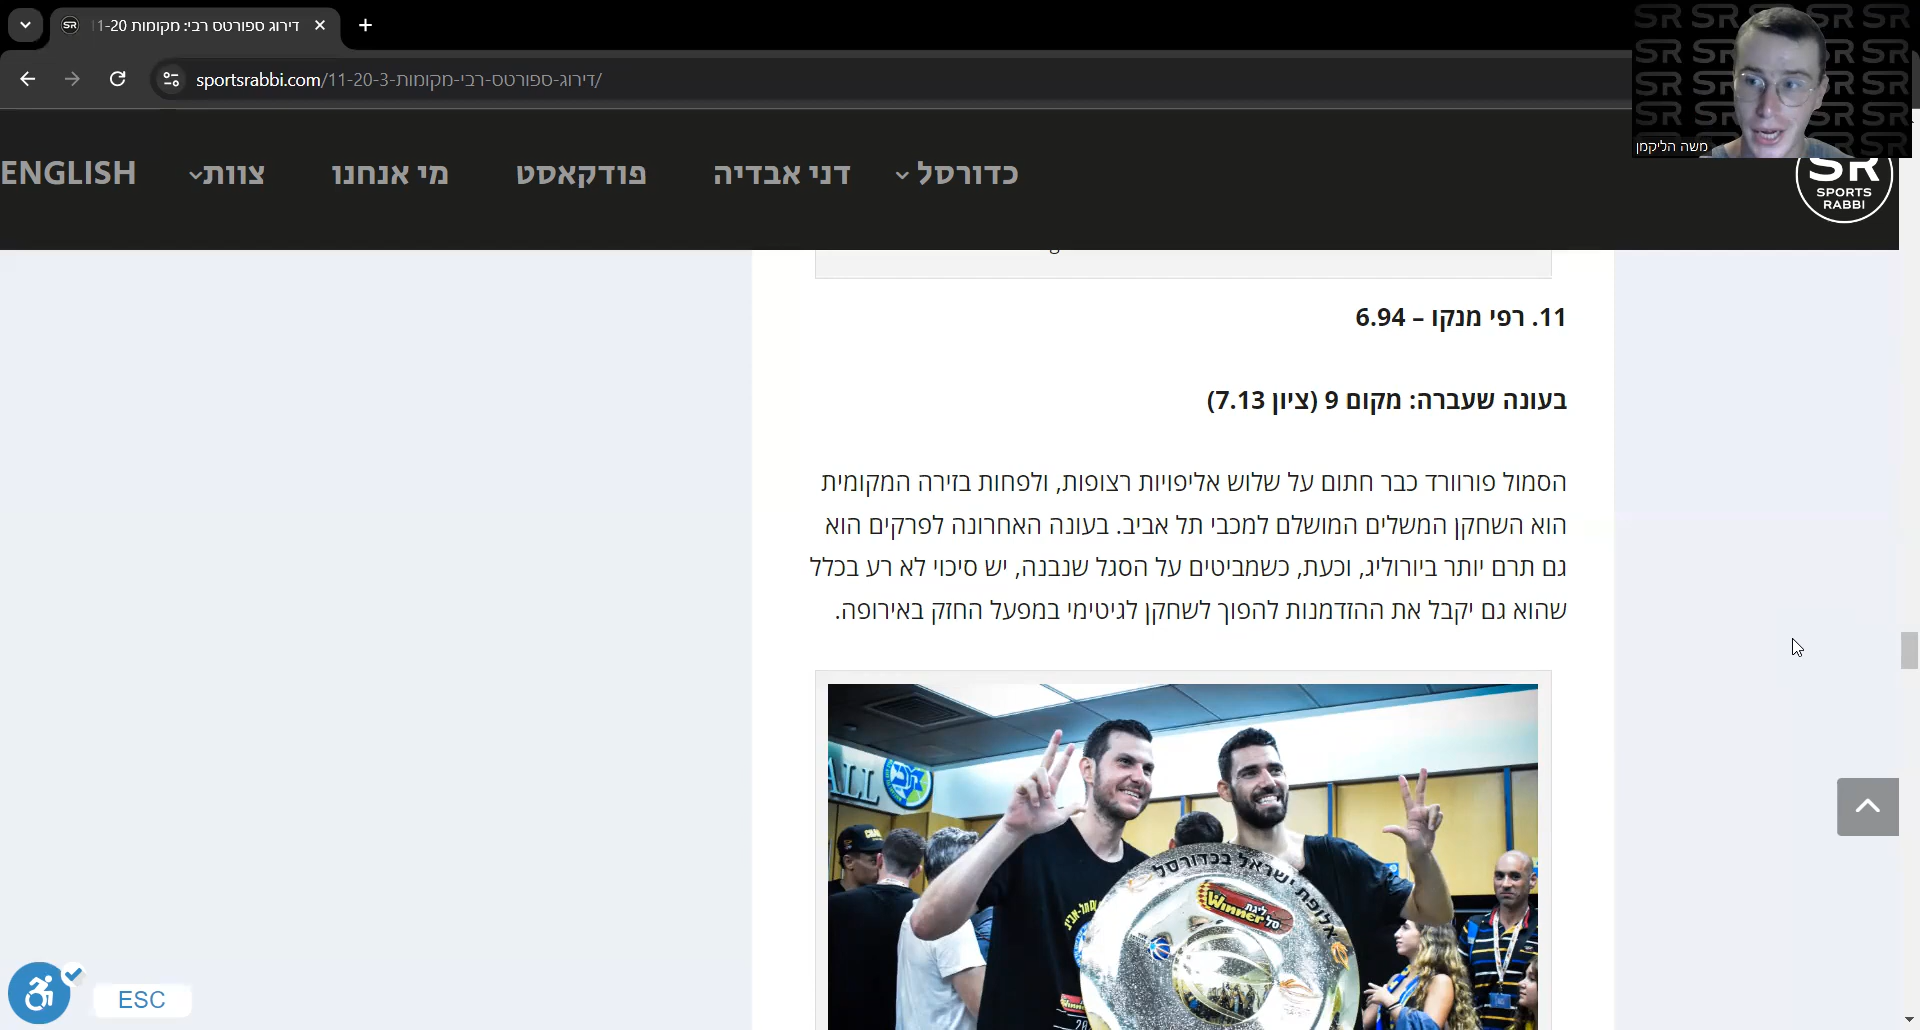 דירוג ספורטס רבי: מקומות 11-20
sportsrabbi.com/11-20-3-דירוג-ספורטס-רבי-מקומות/
משה הליקמן
כדורסל
דני אבדיה
פודקאסט
מי אנחנו
צוות
ENGLISH
SR
SPORTS
RABBI
11. רפי מנקו – 6.94
בעונה שעברה: מקום 9 (ציון 7.13)
הסמול פורוורד כבר חתום על שלוש אליפויות רצופות, ולפחות בזירה המקומית
הוא השחקן המשלים המושלם למכבי תל אביב. בעונה האחרונה לפרקים הוא
גם תרם יותר ביורוליג, וכעת, כשמביטים על הסגל שנבנה, יש סיכוי לא רע בכלל
שהוא גם יקבל את ההזדמנות להפוך לשחקן לגיטימי במפעל החזק באירופה.
אלופת ישראל בכדורסל
ליגת
Winner
סל
ESC